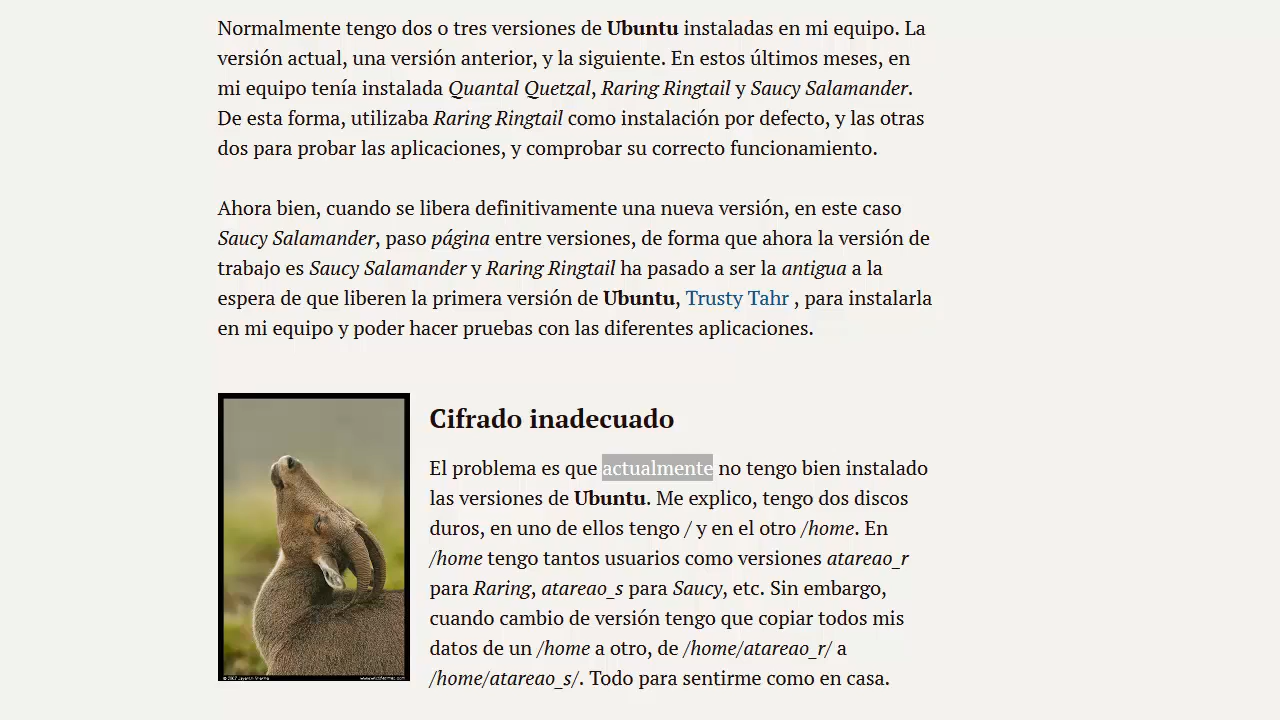 Normalmente tengo dos o tres versiones de Ubuntu instaladas en mi equipo. La
versión actual, una versión anterior, y la siguiente. En estos últimos meses, en
mi equipo tenía instalada Quantal Quetzal, Raring Ringtail y Saucy Salamander.
De esta forma, utilizaba Raring Ringtail como instalación por defecto, y las otras
dos para probar las aplicaciones, y comprobar su correcto funcionamiento.
Ahora bien, cuando se libera definitivamente una nueva versión, en este caso
Saucy Salamander, paso página entre versiones, de forma que ahora la versión de
trabajo es Saucy Salamander y Raring Ringtail ha pasado a ser la antigua a la
espera de que liberen la primera versión de Ubuntu, Trusty Tahr , para instalarla
en mi equipo y poder hacer pruebas con las diferentes aplicaciones.
Cifrado inadecuado
El problema es que actualmente no tengo bien instalado
las versiones de Ubuntu. Me explico, tengo dos discos
duros, en uno de ellos tengo / y en el otro /home. En
/home tengo tantos usuarios como versiones atareao_r
para Raring, atareao_s para Saucy, etc. Sin embargo,
cuando cambio de versión tengo que copiar todos mis
datos de un /home a otro, de /home/atareao_r/ a
/home/atareao_s/. Todo para sentirme como en casa.